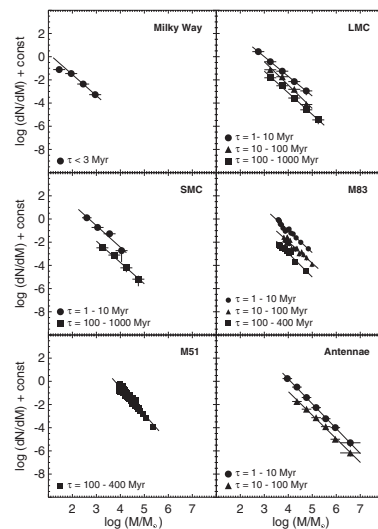 Milky Way
LMC
log (dN/dM) + const
2
0
-2
-4
-6
-8
τ < 3 Myr
τ = 1- 10 Myr
τ = 10 - 100 Myr
τ = 100 - 1000 Myr
SMC
M83
log (dN/dM) + const
2
0
-2
-4
-6
-8
τ = 1 - 10 Myr
τ = 100 - 1000 Myr
τ = 1 - 10 Myr
τ = 10 - 100 Myr
τ = 100 - 400 Myr
M51
Antennae
log (dN/dM) + const
2
0
-2
-4
-6
-8
-10
τ = 100 - 400 Myr
τ = 1 - 10 Myr
τ = 10 - 100 Myr
1 2 3 4 5 6 7
1 2 3 4 5 6 7
log (M/M☉)
log (M/M☉)